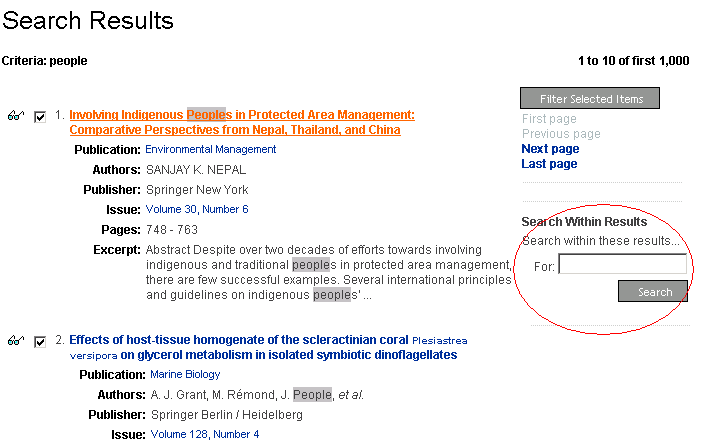 Search Results
Criteria: people
1 to 10 of first 1,000
1. Involving Indigenous Peoples in Protected Area Management:
Comparative Perspectives from Nepal, Thailand, and China
Publication: Environmental Management
Authors: SANJAY K. NEPAL
Publisher: Springer New York
Issue: Volume 30, Number 6
Pages: 748 - 763
Excerpt: Abstract Despite over two decades of efforts towards involving
indigenous and traditional peoples in protected area management,
there are few successful examples. Several international principles
and guidelines on indigenous peoples' ...
2. Effects of host-tissue homogenate of the scleractinian coral Plesiastrea
versipora on glycerol metabolism in isolated symbiotic dinoflagellates
Publication: Marine Biology
Authors: A. J. Grant, M. Rémond, J. People, et al.
Publisher: Springer Berlin / Heidelberg
Issue: Volume 128, Number 4
Filter Selected Items
First page
Previous page
Next page
Last page
Search Within Results
Search within these results...
For:
Search